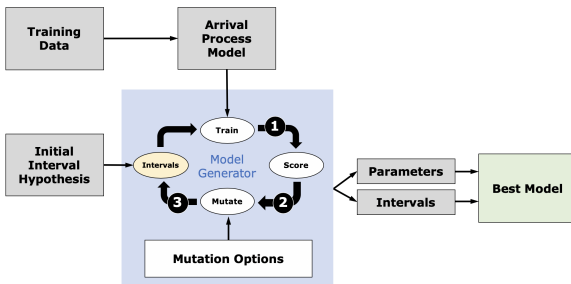 Training
Data
Arrival
Process
Model
Train
1
Initial
Interval
Hypothesis
Intervals
Model
Generator
Score
3
Mutate
2
Mutation Options
Parameters
Intervals
Best Model